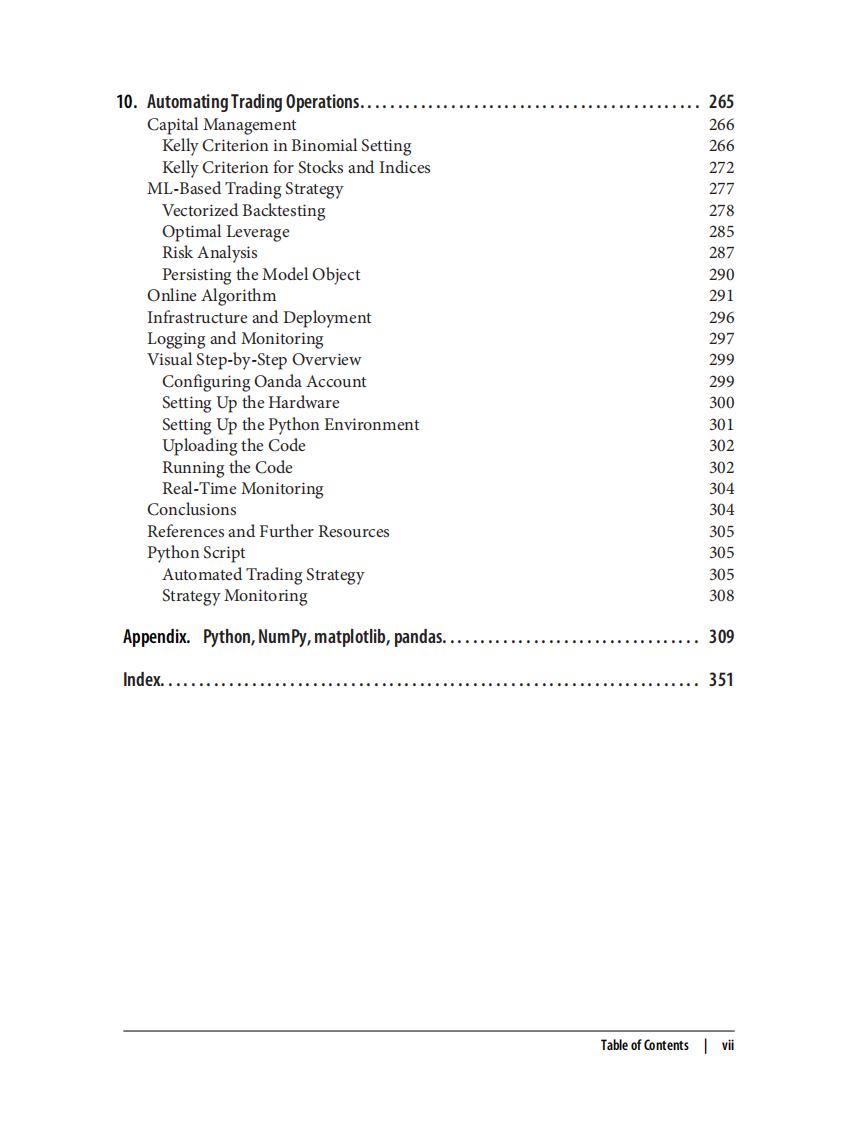 10. Automating Trading Operations. . . . . . . . . . . . . . . . . . . . . . . . . . . . . . . . . . . . . . . . . . . . 265
Capital Management 266
Kelly Criterion in Binomial Setting 266
Kelly Criterion for Stocks and Indices 272
ML-Based Trading Strategy 277
Vectorized Backtesting 278
Optimal Leverage 285
Risk Analysis 287
Persisting the Model Object 290
Online Algorithm 291
Infrastructure and Deployment 296
Logging and Monitoring 297
Visual Step-by-Step Overview 299
Configuring Oanda Account 299
Setting Up the Hardware 300
Setting Up the Python Environment 301
Uploading the Code 302
Running the Code 302
Real-Time Monitoring 304
Conclusions 304
References and Further Resources 305
Python Script 305
Automated Trading Strategy 305
Strategy Monitoring 308
Appendix. Python, NumPy, matplotlib, pandas. . . . . . . . . . . . . . . . . . . . . . . . . . . . . . . . . 309
Index. . . . . . . . . . . . . . . . . . . . . . . . . . . . . . . . . . . . . . . . . . . . . . . . . . . . . . . . . . . . . . . . . . . . . 351
Table of Contents | vii